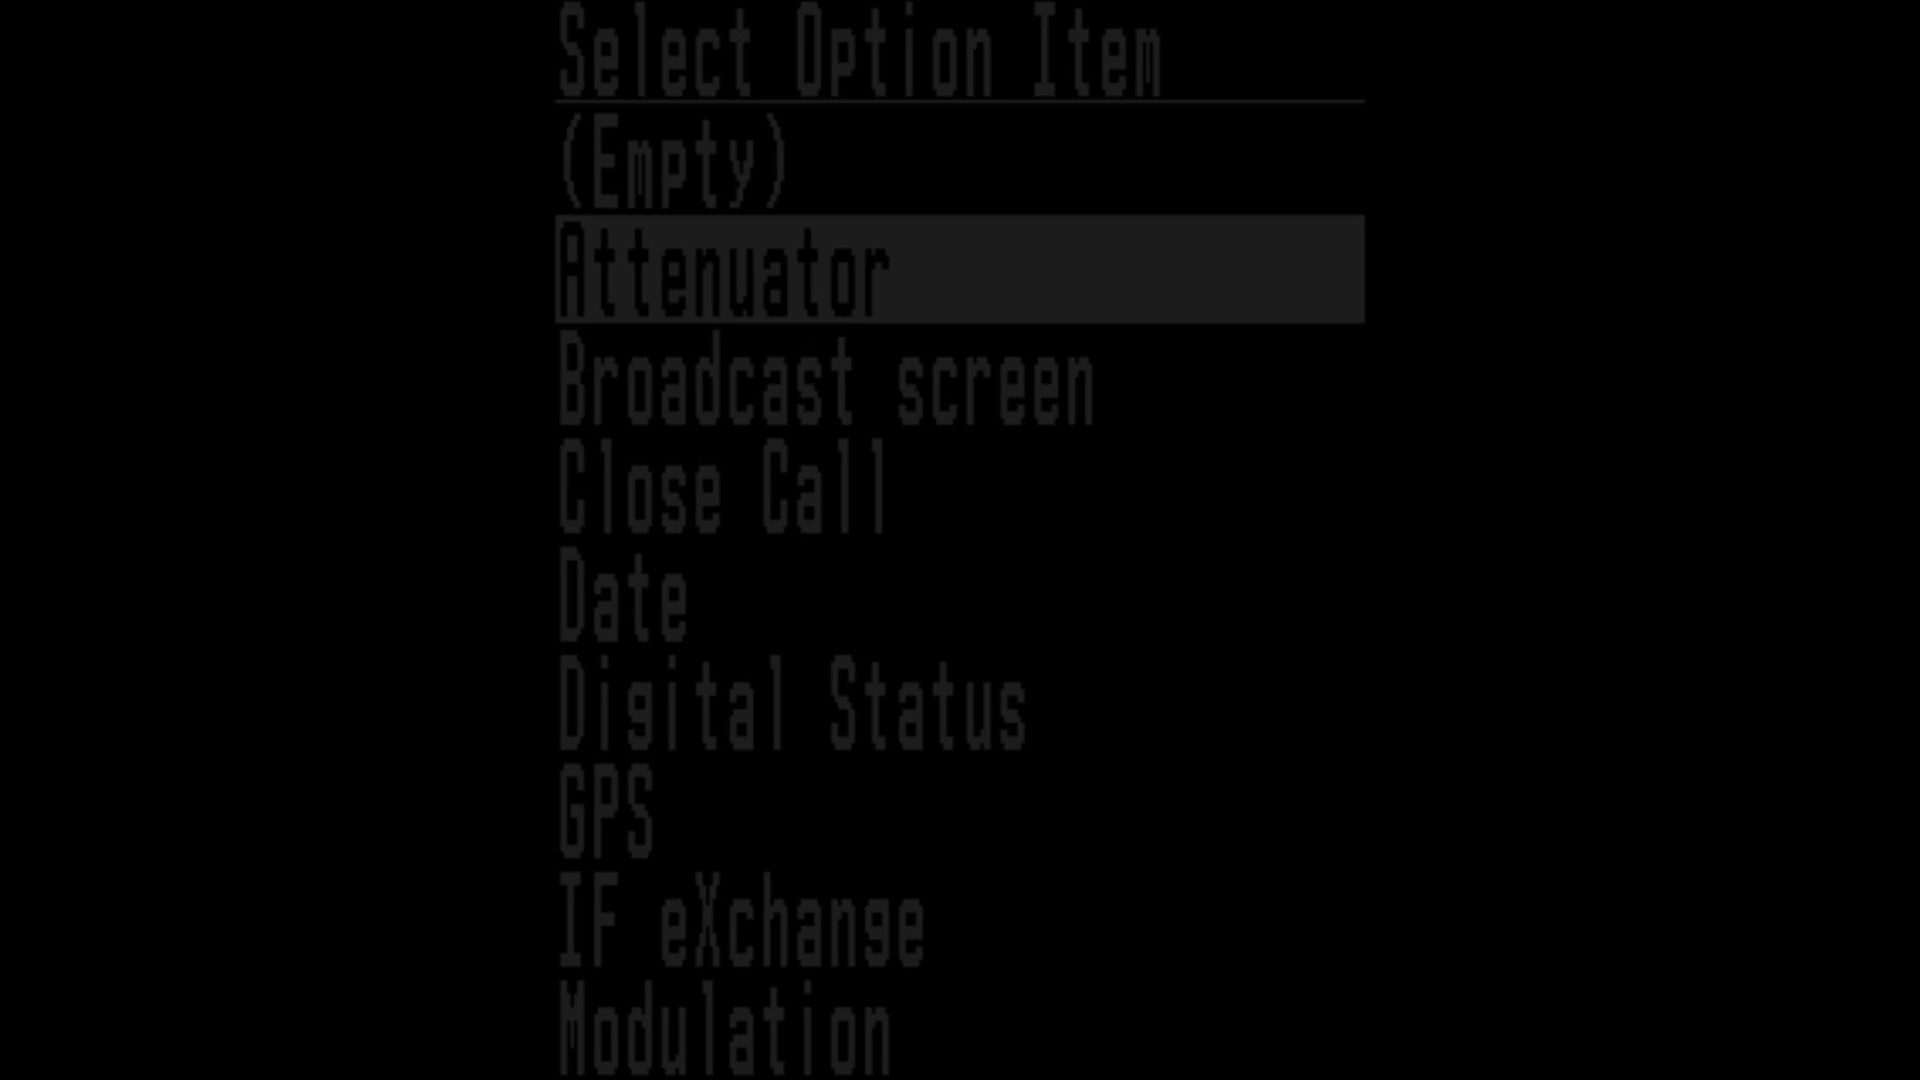 Select Option Item
(Empty)
Attenuator
Broadcast screen
Close Call
Date
Digital Status
GPS
IF eXchange
Modulation